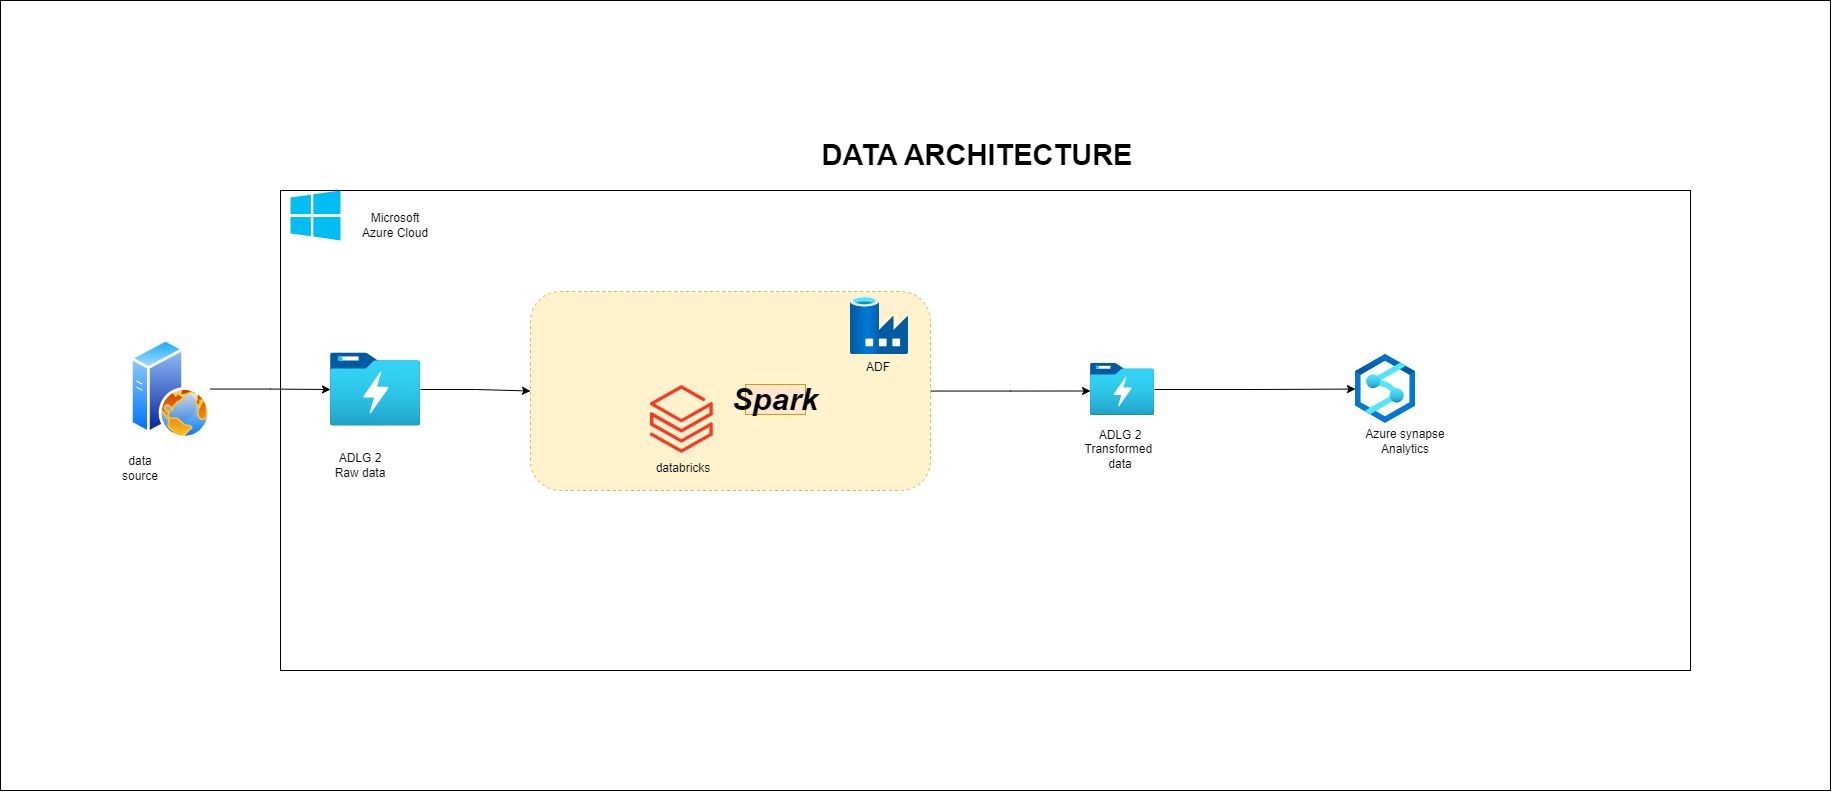 DATA ARCHITECTURE
Microsoft
Azure Cloud
ADF
Spark
databricks
data
source
ADLG 2
Raw data
ADLG 2
Transformed
data
Azure synapse
Analytics